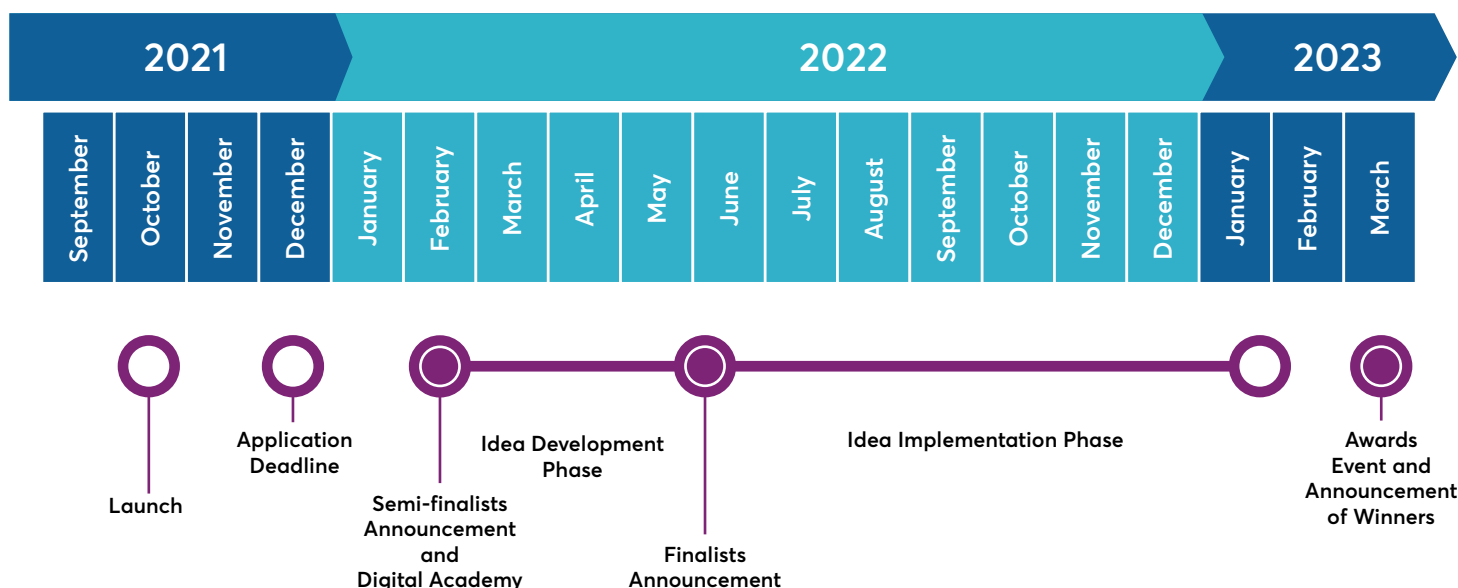 2021
2022
2023
September
October
November
December
January
February
March
April
May
June
July
August
September
October
November
December
January
February
March
Launch
Application
Deadline
Semi-finalists
Announcement
and
Digital Academy
Idea Development
Phase
Finalists
Announcement
Idea Implementation Phase
Awards
Event and
Announcement
of Winners